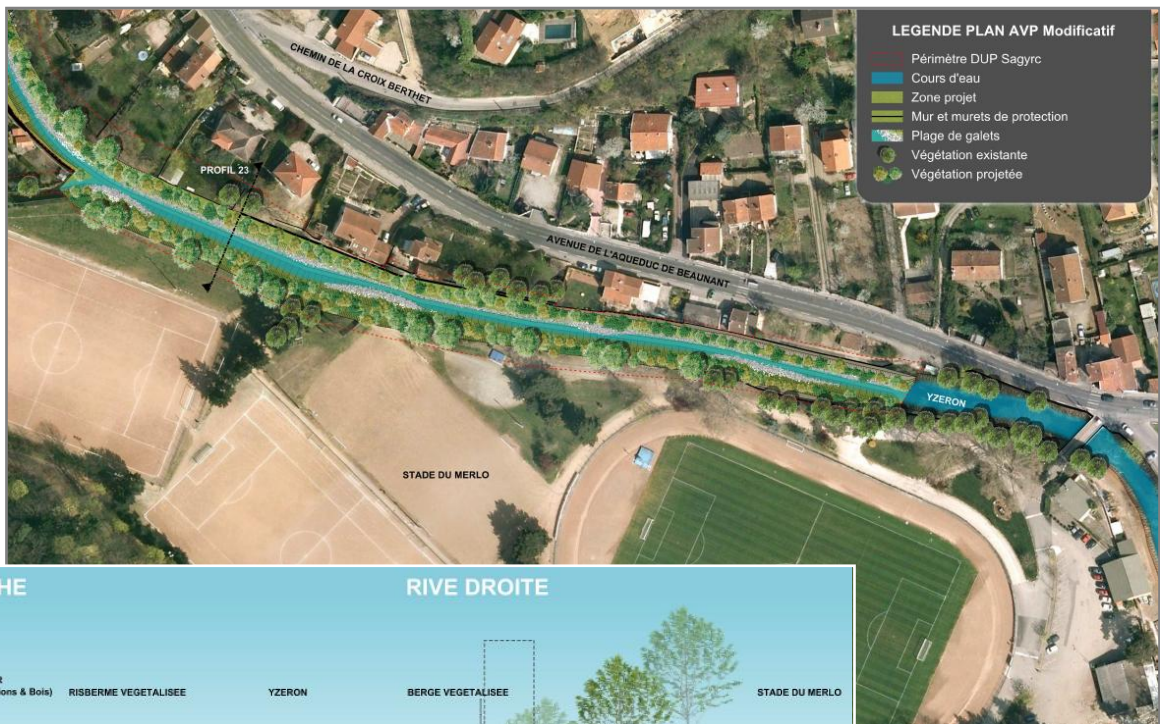 LEGENDE PLAN AVP Modificatif
Périmètre DUP Sagyrc
Cours d'eau
Zone projet
Mur et murets de protection
Plage de galets
Végétation existante
Végétation projetée
CHEMIN DE LA CROIX BERTHET
PROFIL 23
AVENUE DE L'AQUEDUC DE BEAUNANT
YZERON
STADE DU MERLO
RIVE DROITE
RISBERME VEGETALISEE
YZERON
BERGE VEGETALISEE
STADE DU MERLO
& Bois)